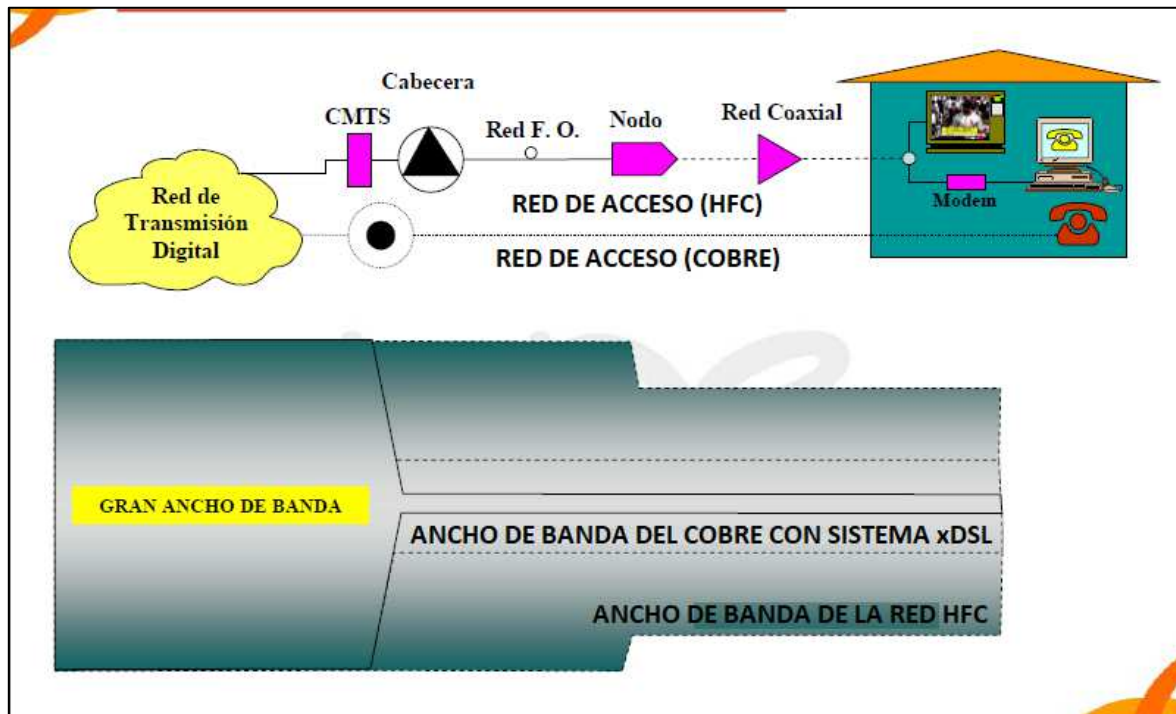 Cabecera
CMTS
Red F. O.
Nodo
Red Coaxial
Red de
Transmisión
Digital
RED DE ACCESO (HFC)
Modem
RED DE ACCESO (COBRE)
GRAN ANCHO DE BANDA
ANCHO DE BANDA DEL COBRE CON SISTEMA xDSL
ANCHO DE BANDA DE LA RED HFC